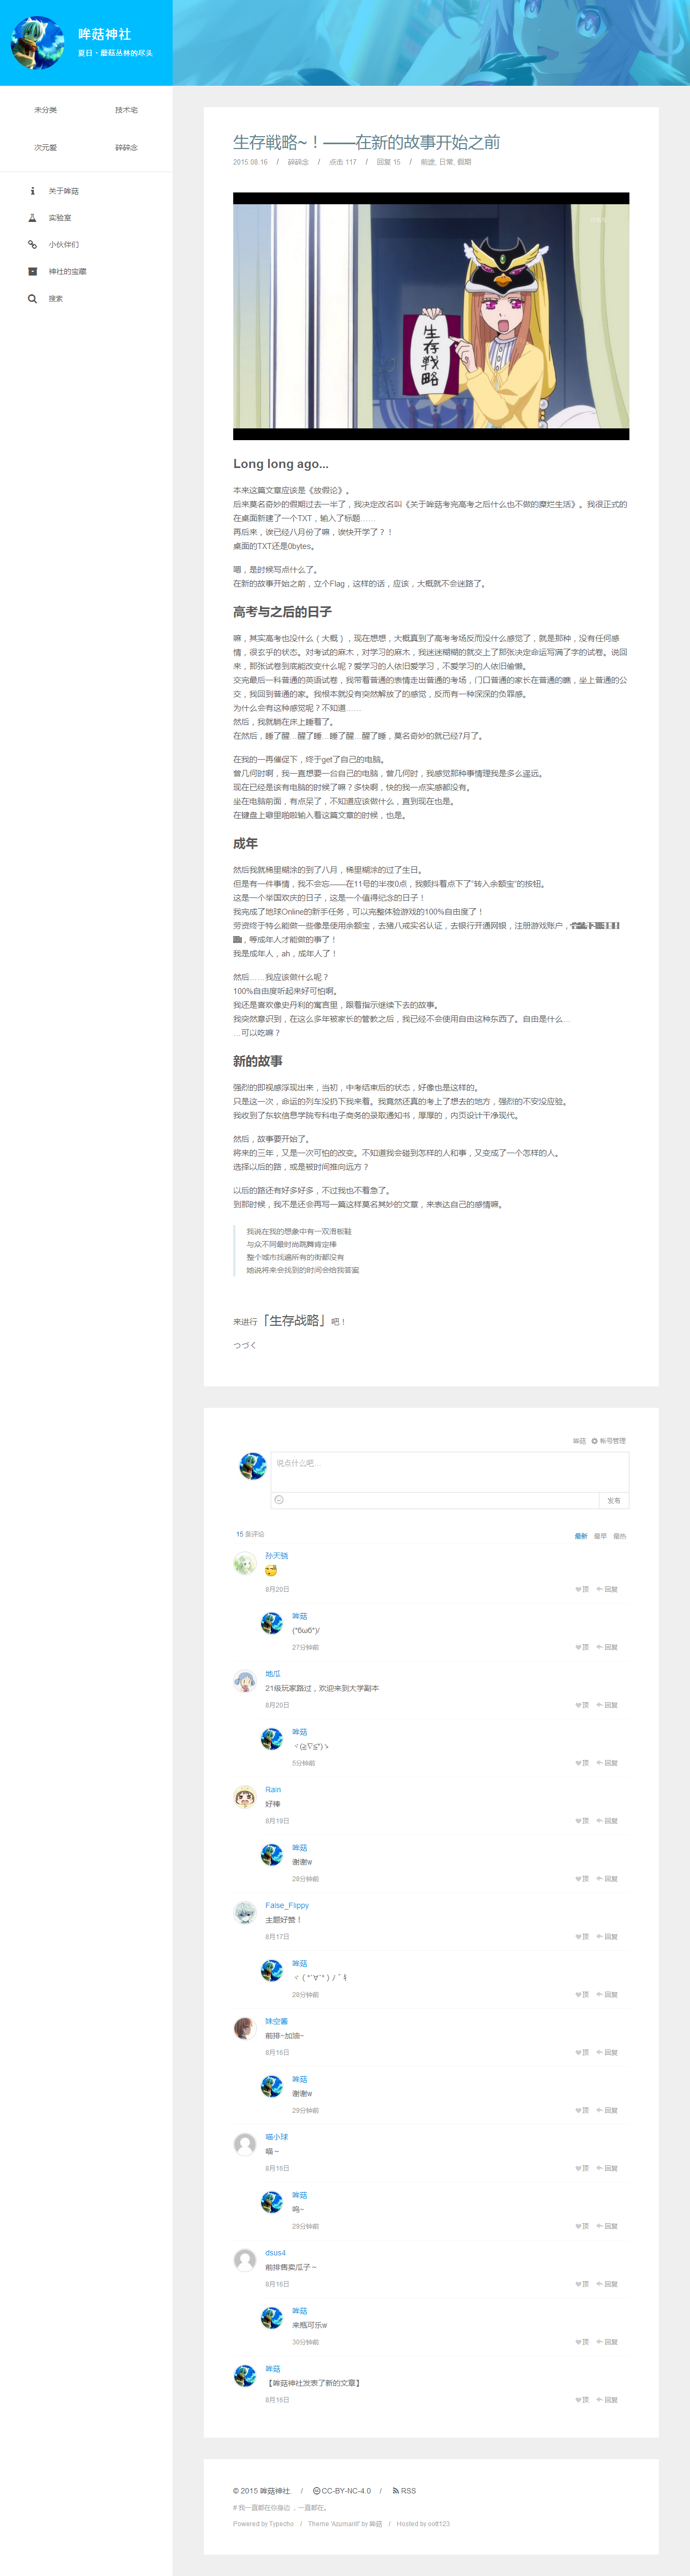 哞菇神社
夏日・蘑菇丛林的尽头
未分类
技术宅
次元爱
碎碎念
关于哞菇
实验室
小伙伴们
神社的宝藏
搜索
生存戦略~！——在新的故事开始之前
2015.08.16 / 碎碎念 / 点击 117 / 回复 15 / 前途, 日常, 假期
生存戦略
Long long ago...
本来这篇文章应该是《放假论》。
后来莫名奇妙的假期过去一半了，我决定改名叫《关于哞菇考完高考之后什么也不做的糜烂生活》。我很正式的
在桌面新建了一个TXT，输入了标题……
再后来，诶已经八月份了嘛，诶快开学了？！
桌面的TXT还是0bytes。
嗯，是时候写点什么了。
在新的故事开始之前，立个Flag，这样的话，应该，大概就不会迷路了。
高考与之后的日子
嘛，其实高考也没什么（大概），现在想想，大概真到了高考考场反而没什么感觉了，就是那种，没有任何感
情，很玄乎的状态。对考试的麻木，对学习的麻木，我迷迷糊糊的就交上了那张决定命运写满了字的试卷。说回
来，那张试卷到底能改变什么呢？爱学习的人依旧爱学习，不爱学习的人依旧偷懒。
交完最后一科普通的英语试卷，我带着普通的表情走出普通的考场，门口普通的家长在普通的瞧，坐上普通的公
交，我回到普通的家。我根本就没有突然解放了的感觉，反而有一种深深的负罪感。
为什么会有这种感觉呢？不知道……
然后，我就躺在床上睡着了。
在然后，睡了醒…醒了睡…睡了醒…醒了睡，莫名奇妙的就已经7月了。
在我的一再催促下，终于get了自己的电脑。
曾几何时啊，我一直想要一台自己的电脑，曾几何时，我感觉那种事情理我是多么遥远。
现在已经是该有电脑的时候了嘛？多快啊，快的我一点实感都没有。
坐在电脑前面，有点呆了，不知道应该做什么，直到现在也是。
在键盘上噼里啪啦输入着这篇文章的时候，也是。
成年
然后我就稀里糊涂的到了八月，稀里糊涂的过了生日。
但是有一件事情，我不会忘——在11号的半夜0点，我颤抖着点下了“转入余额宝”的按钮。
这是一个举国欢庆的日子，这是一个值得纪念的日子！
我完成了地球Online的新手任务，可以完整体验游戏的100%自由度了！
劳资终于特么能做一些像是使用余额宝，去猪八戒实名认证，去银行开通网银，注册游戏账户，
，等成年人才能做的事了！
我是成年人，ah，成年人了！
然后……我应该做什么呢？
100%自由度听起来好可怕啊。
我还是喜欢像史丹利的寓言里，跟着指示继续下去的故事。
我突然意识到，在这么多年被家长的管教之后，我已经不会使用自由这种东西了。自由是什么…
…可以吃嘛？
新的故事
强烈的即视感浮现出来，当初，中考结束后的状态，好像也是这样的。
只是这一次，命运的列车没扔下我来着。我竟然还真的考上了想去的地方，强烈的不安没应验。
我收到了东软信息学院专科电子商务的录取通知书，厚厚的，内页设计干净现代。
然后，故事要开始了。
将来的三年，又是一次可怕的改变。不知道我会碰到怎样的人和事，又变成了一个怎样的人。
选择以后的路，或是被时间推向远方？
以后的路还有好多好多，不过我也不着急了。
到那时候，我不是还会再写一篇这样莫名其妙的文章，来表达自己的感情嘛。
我说在我的想象中有一双滑板鞋
与众不同最时尚跳舞肯定棒
整个城市找遍所有的街都没有
她说将来会找到的时间会给我答案
来进行「生存战略」吧！
つづく
哞菇 帐号管理
说点什么吧...
发布
15 条评论
最新 最早 最热
孙天骁
8月20日 顶 回复
哞菇
(*бωб*)/
27分钟前 顶 回复
地瓜
21级玩家路过，欢迎来到大学副本
8月20日 顶 回复
哞菇
ヾ(≧∇≦*)ゝ
5分钟前 顶 回复
Rain
好棒
8月19日 顶 回复
哞菇
谢谢w
28分钟前 顶 回复
False_Flippy
主题好赞！
8月17日 顶 回复
哞菇
ヾ ( *´∀`* ) ﾉﾞｷ
28分钟前 顶 回复
妹空酱
前排~加油~
8月16日 顶 回复
哞菇
谢谢w
29分钟前 顶 回复
喵小球
喵～
8月16日 顶 回复
哞菇
呜~
29分钟前 顶 回复
dsus4
前排售卖瓜子～
8月16日 顶 回复
哞菇
来瓶可乐w
30分钟前 顶 回复
哞菇
【哞菇神社发表了新的文章】
8月16日 顶 回复
© 2015 哞菇神社. / CC-BY-NC-4.0 / RSS
# 我一直都在你身边 ，一直都在。
Powered by Typecho / Theme 'Azumarill' by 哞菇 / Hosted by oott123